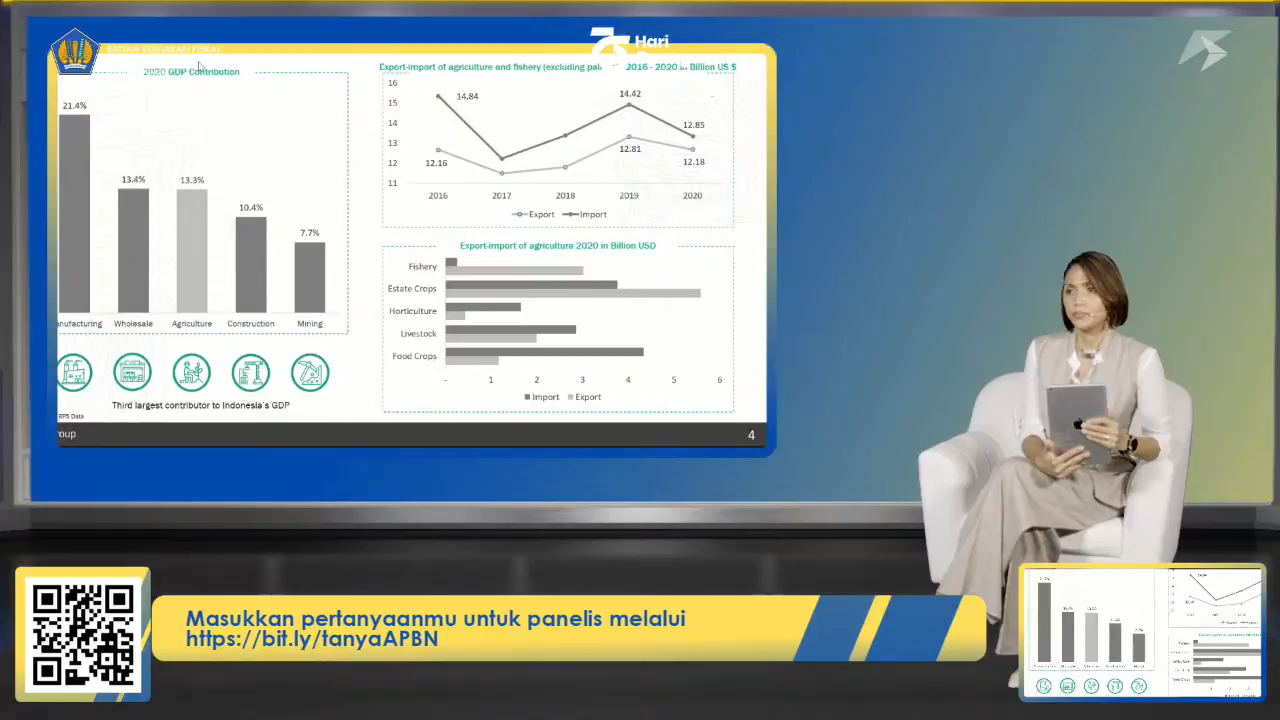 BADAN KEBIJAKAN FISKAL
75 Hari
2020 GDP Contribution
21.4%
13.4%
13.3%
10.4%
7.7%
anufacturing Wholesale Agriculture Construction Mining
Third largest contributor to Indonesia's GDP
BPS Data
roup
4
Export-import of agriculture and fishery (excluding pal 2016 - 2020 in Billion US $
16
15
14
13
12
11
14.84
14.42
12.85
12.16
12.81
12.18
2016 2017 2018 2019 2020
Export Import
Export-import of agriculture 2020 in Billion USD
Fishery
Estate Crops
Horticulture
Livestock
Food Crops
- 1 2 3 4 5 6
Import Export
Masukkan pertanyaanmu untuk panelis melalui
https://bit.ly/tanyaAPBN